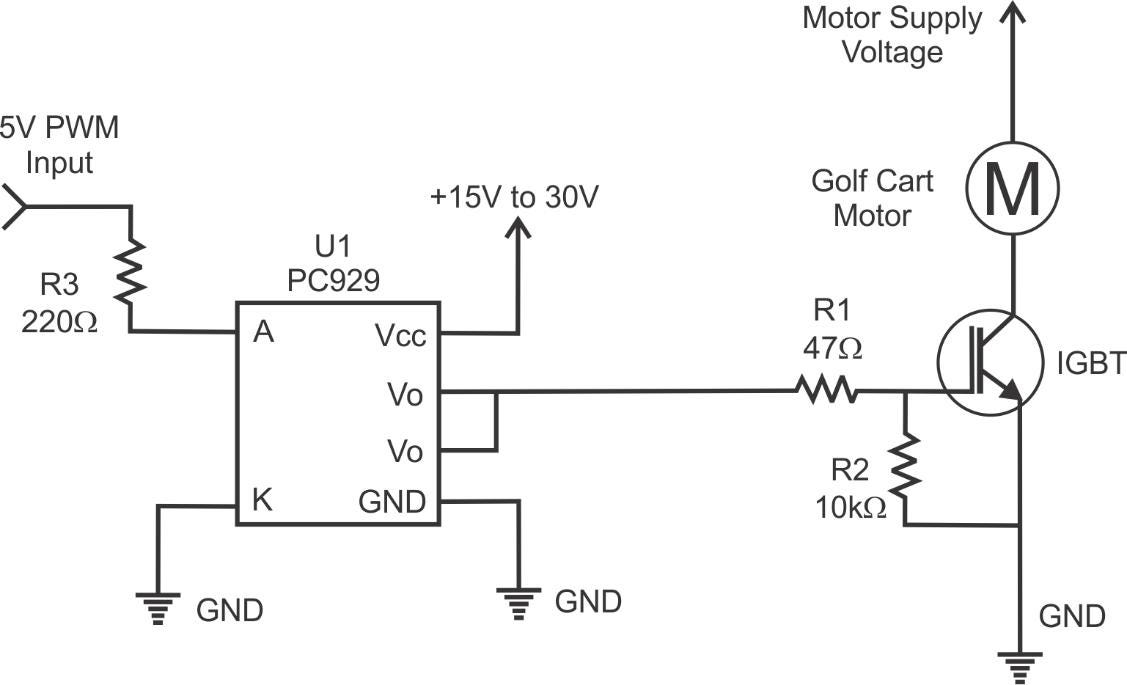 Motor Supply
Voltage
5V PWM
Input
Golf Cart
Motor
M
+15V to 30V
U1
PC929
R3
220Ω
A
Vcc
Vo
Vo
K
GND
R1
47Ω
IGBT
R2
10kΩ
GND
GND
GND